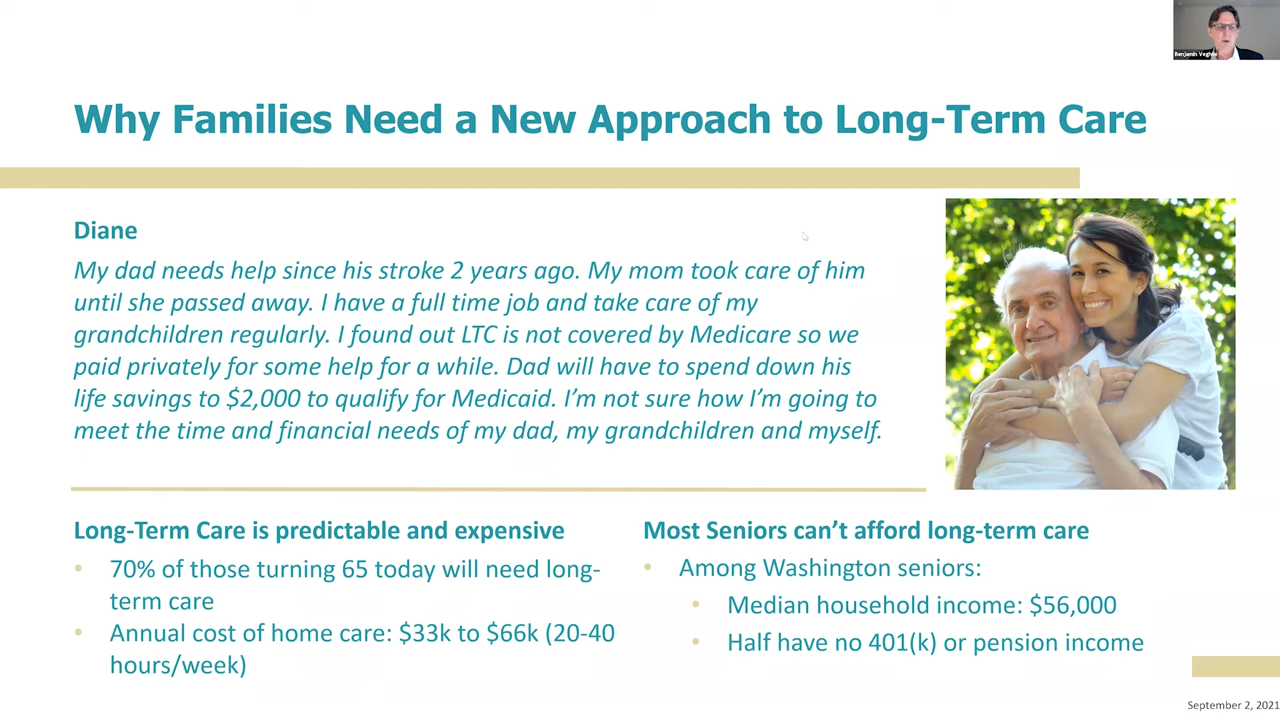 Benjamin Veghte
Why Families Need a New Approach to Long-Term Care
Diane
My dad needs help since his stroke 2 years ago. My mom took care of him
until she passed away. I have a full time job and take care of my
grandchildren regularly. I found out LTC is not covered by Medicare so we
paid privately for some help for a while. Dad will have to spend down his
life savings to $2,000 to qualify for Medicaid. I’m not sure how I’m going to
meet the time and financial needs of my dad, my grandchildren and myself.
Long-Term Care is predictable and expensive
• 70% of those turning 65 today will need long-
term care
• Annual cost of home care: $33k to $66k (20-40
hours/week)
Most Seniors can’t afford long-term care
• Among Washington seniors:
• Median household income: $56,000
• Half have no 401(k) or pension income
September 2, 2021